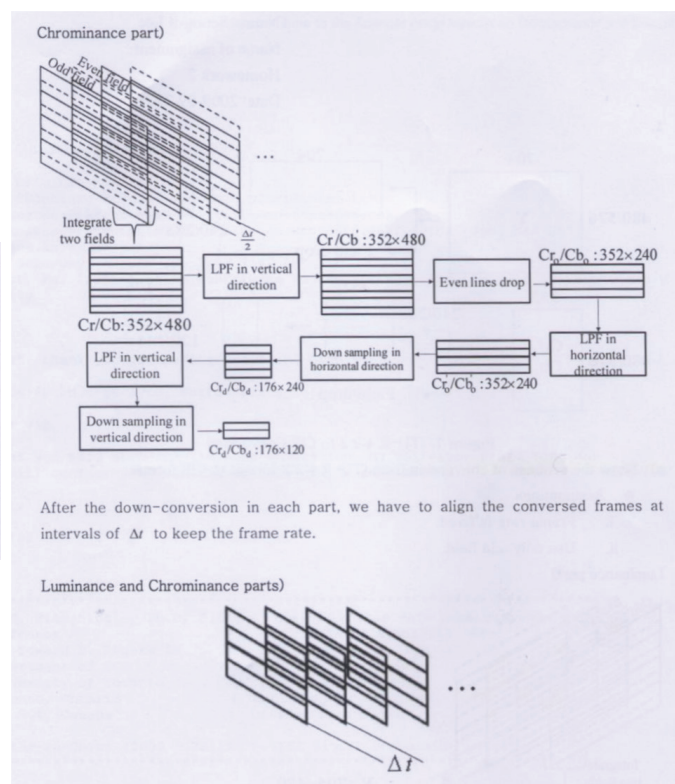 Chrominance part)
Odd field
Even field
...
Δt/2
Integrate
two fields
Cr/Cb: 352×480
LPF in vertical
direction
Cr'/Cb' : 352×480
Even lines drop
Cr₀/Cb₀ : 352×240
LPF in
horizontal
direction
Cr₀'/Cb₀' : 352×240
Down sampling in
horizontal direction
Cr_d/Cb_d : 176×240
LPF in vertical
direction
Down sampling in
vertical direction
Cr_d/Cb_d : 176×120
After the down-conversion in each part, we have to align the conversed frames at
intervals of Δt to keep the frame rate.
Luminance and Chrominance parts)
...
Δt